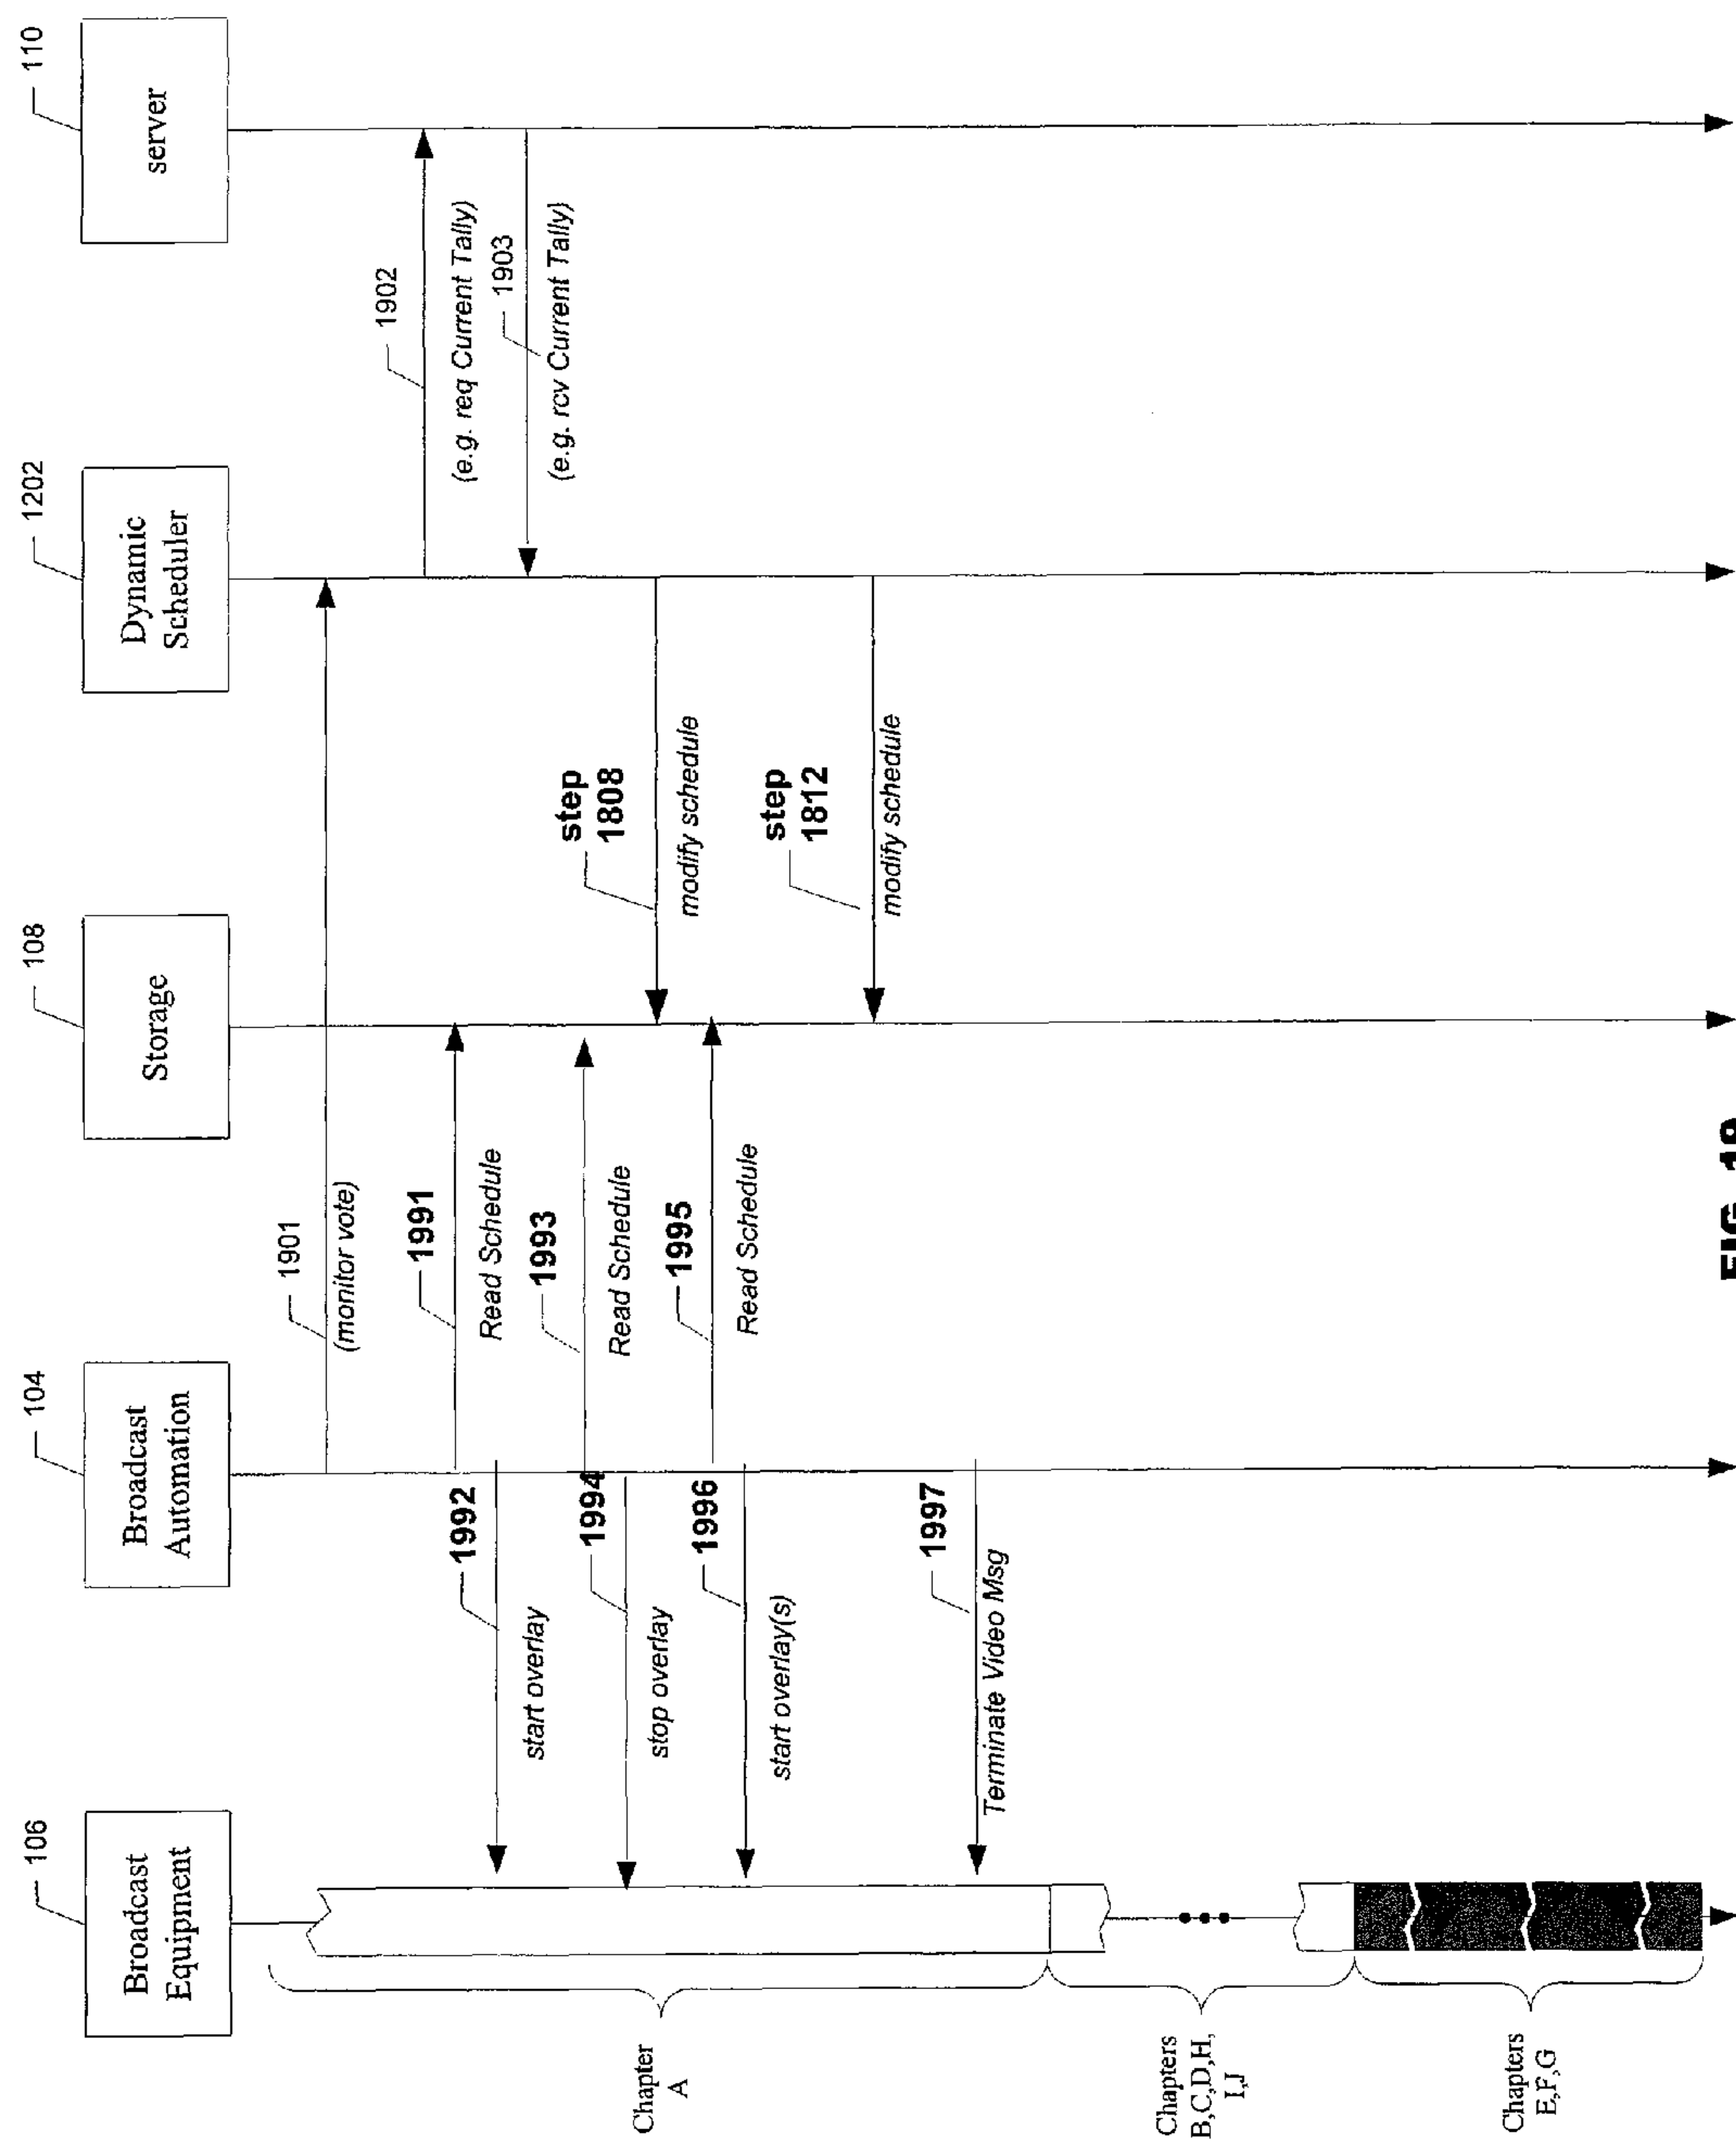 106
Broadcast
Equipment
104
Broadcast
Automation
108
Storage
1202
Dynamic
Scheduler
110
server
1901
(monitor vote)
1902
(e.g. req Current Tally)
1991
Read Schedule
1992
start overlay
1903
(e.g. rcv Current Tally)
1993
Read Schedule
1994
stop overlay
step
1808
modify schedule
1995
Read Schedule
1996
start overlay(s)
step
1812
modify schedule
1997
Terminate Video Msg
Chapter
A
Chapters
B,C,D,H,
I,J
Chapters
E,F,G